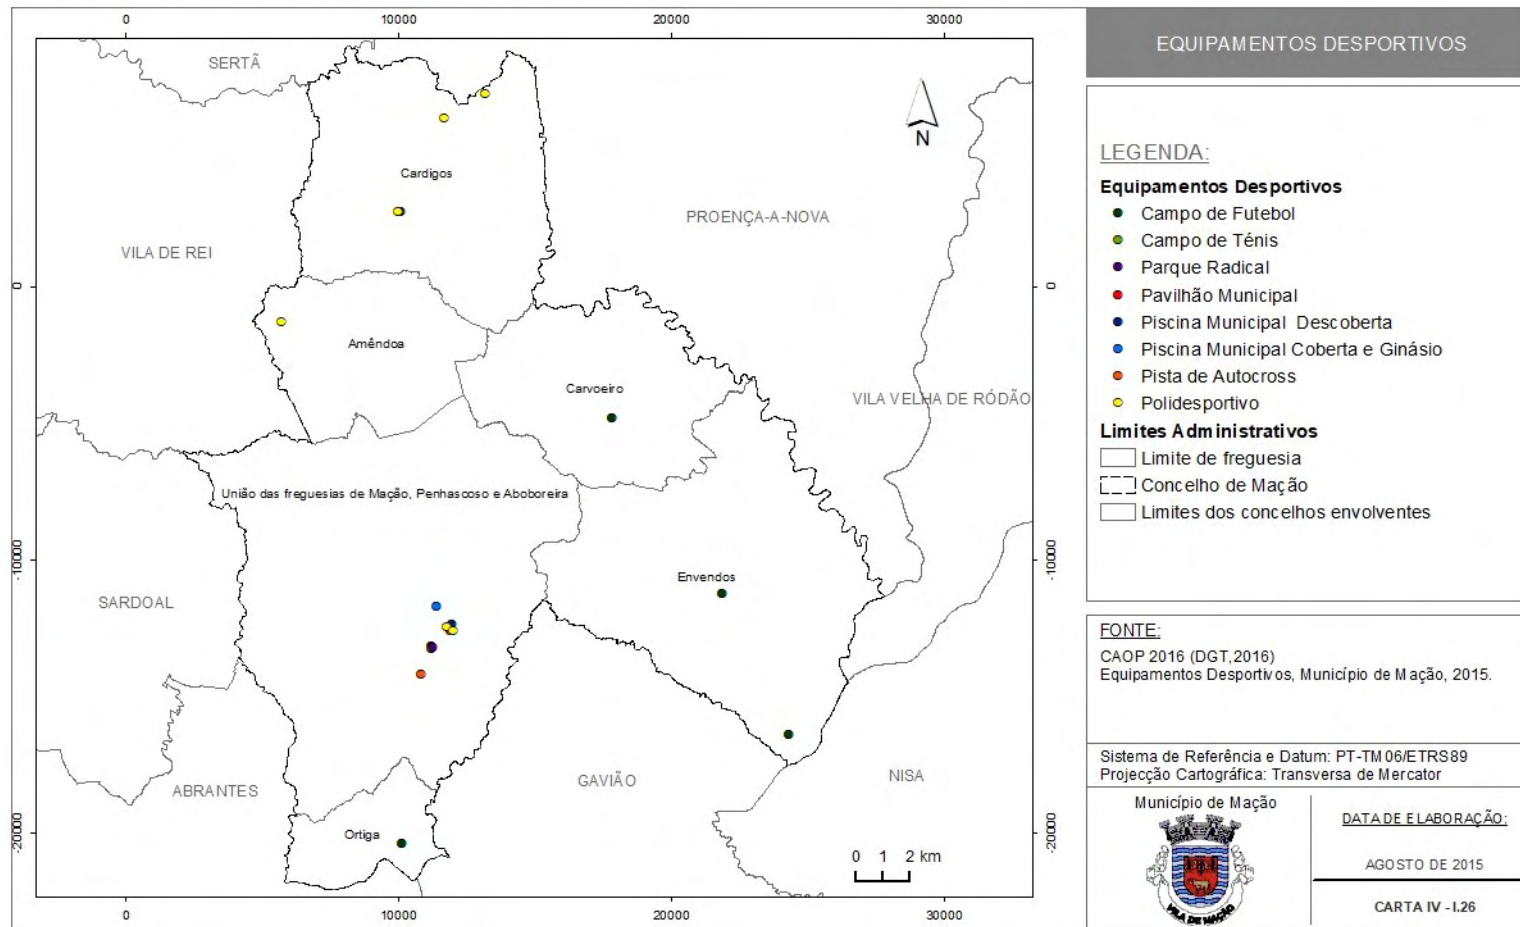 0 10000 20000 30000
EQUIPAMENTOS DESPORTIVOS
SERTÃ
N
Cardigos
PROENÇA-A-NOVA
VILA DE REI
0 0
Amêndoa
Carvoeiro
VILA VELHA DE RÓDÃO
União das freguesias de Mação, Penhascoso e Aboboreira
-10000 -10000
Envendos
SARDOAL
ABRANTES
GAVIÃO
NISA
Ortiga
-20000 -20000
0 1 2 km
0 10000 20000 30000
LEGENDA:
Equipamentos Desportivos
Campo de Futebol
Campo de Ténis
Parque Radical
Pavilhão Municipal
Piscina Municipal Descoberta
Piscina Municipal Coberta e Ginásio
Pista de Autocross
Polidesportivo
Limites Administrativos
Limite de freguesia
Concelho de Mação
Limites dos concelhos envolventes
FONTE:
CAOP 2016 (DGT,2016)
Equipamentos Desportivos, Município de Mação, 2015.
Sistema de Referência e Datum: PT-TM06/ETRS89
Projecção Cartográfica: Transversa de Mercator
Município de Mação
VILA DE MAÇÃO
DATA DE ELABORAÇÃO:
AGOSTO DE 2015
CARTA IV - I.26